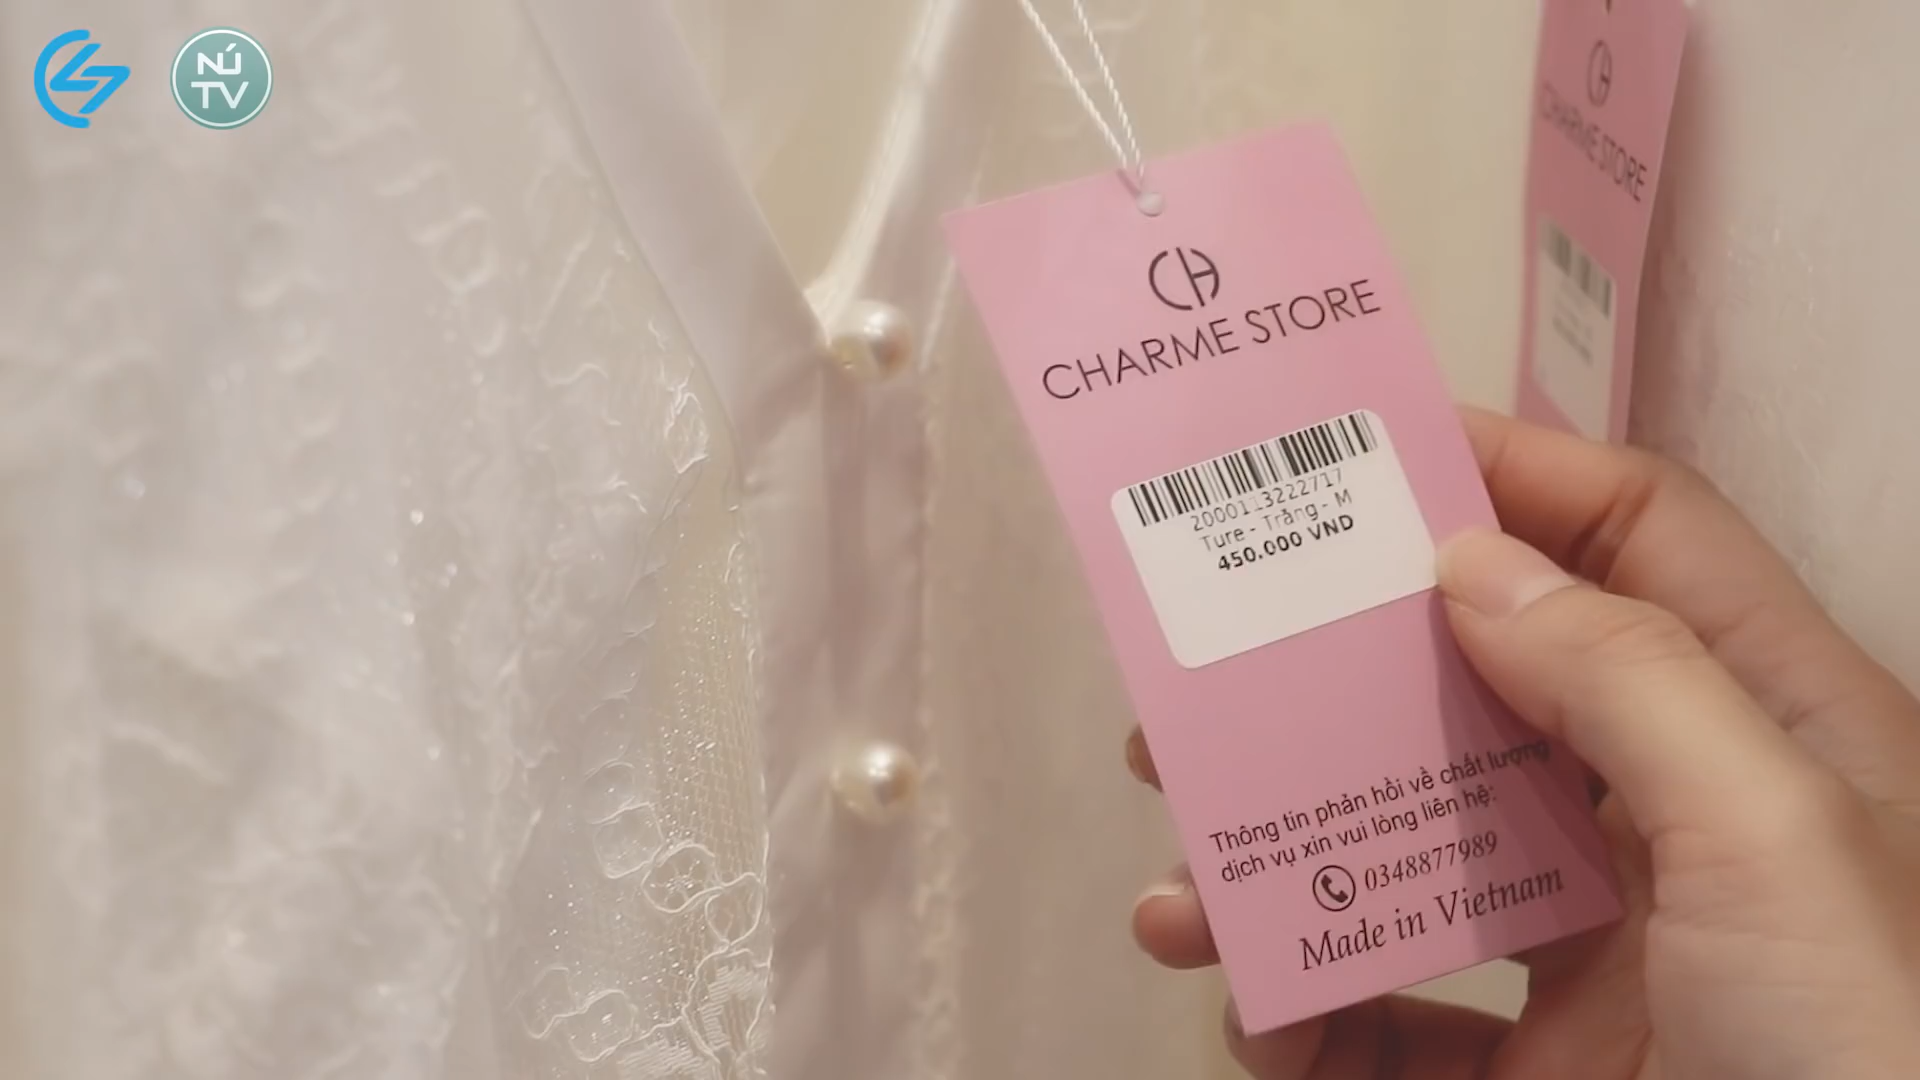 NÚ
TV
CH
CHARME STORE
2000113222717
Ture - Trắng - M
450.000 VND
Thông tin phản hồi về chất lượng
dịch vụ xin vui lòng liên hệ:
0348877989
Made in Vietnam
CH
CHARME STORE